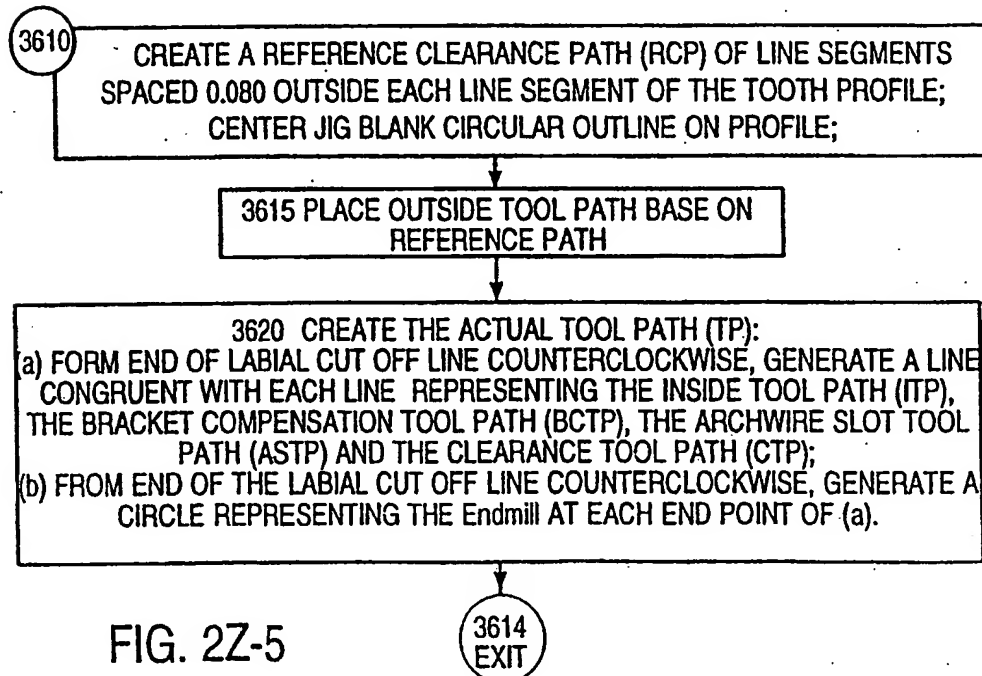 3610
CREATE A REFERENCE CLEARANCE PATH (RCP) OF LINE SEGMENTS
SPACED 0.080 OUTSIDE EACH LINE SEGMENT OF THE TOOTH PROFILE;
CENTER JIG BLANK CIRCULAR OUTLINE ON PROFILE;
3615 PLACE OUTSIDE TOOL PATH BASE ON
REFERENCE PATH
3620 CREATE THE ACTUAL TOOL PATH (TP):
(a) FORM END OF LABIAL CUT OFF LINE COUNTERCLOCKWISE, GENERATE A LINE
CONGRUENT WITH EACH LINE REPRESENTING THE INSIDE TOOL PATH (ITP),
THE BRACKET COMPENSATION TOOL PATH (BCTP), THE ARCHWIRE SLOT TOOL
PATH (ASTP) AND THE CLEARANCE TOOL PATH (CTP);
(b) FROM END OF THE LABIAL CUT OFF LINE COUNTERCLOCKWISE, GENERATE A
CIRCLE REPRESENTING THE Endmill AT EACH END POINT OF (a).
3614
EXIT
FIG. 2Z-5